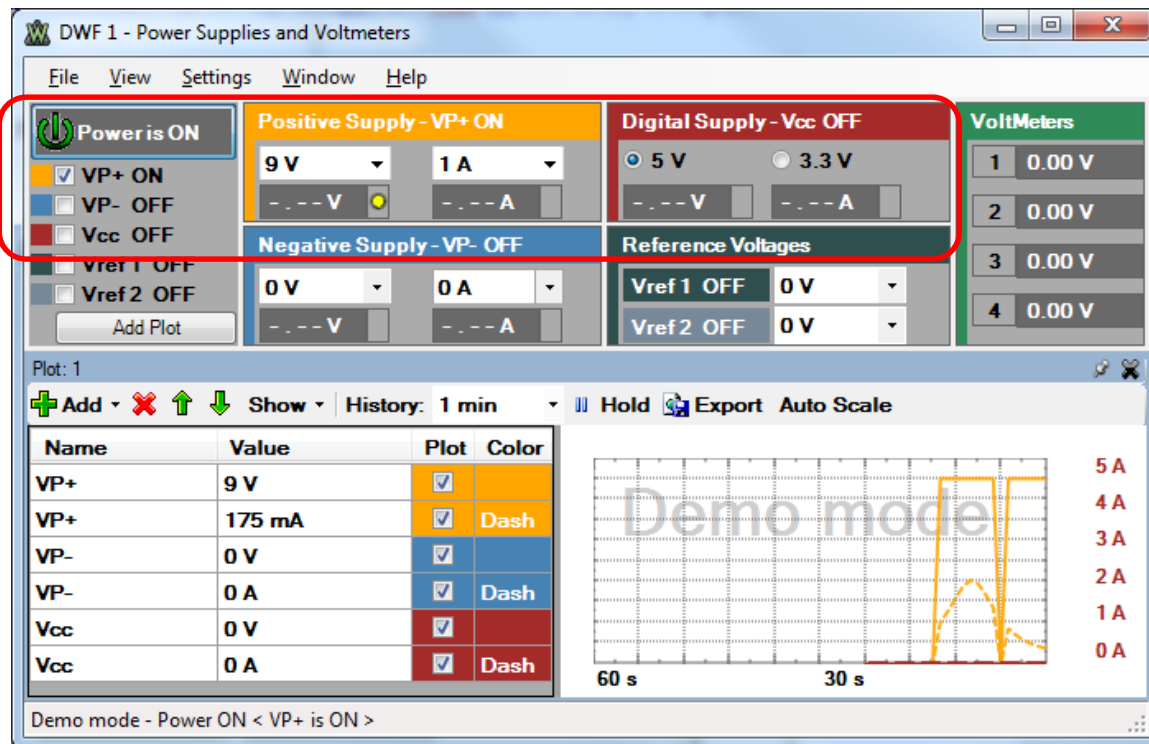 DWF 1 - Power Supplies and Voltmeters
File View Settings Window Help
Power is ON
VP+ ON
VP- OFF
Vcc OFF
Vref 1 OFF
Vref 2 OFF
Add Plot
Positive Supply - VP+ ON
9 V 1 A
-.--V -.--A
Negative Supply - VP- OFF
0 V 0 A
-.--V -.--A
Digital Supply - Vcc OFF
5 V 3.3 V
-.--V -.--A
Reference Voltages
Vref 1 OFF 0 V
Vref 2 OFF 0 V
VoltMeters
1 0.00 V
2 0.00 V
3 0.00 V
4 0.00 V
Plot: 1
Add Show History: 1 min Hold Export Auto Scale
Name Value Plot Color
VP+ 9 V
VP+ 175 mA Dash
VP- 0 V
VP- 0 A Dash
Vcc 0 V
Vcc 0 A Dash
Demo mode
5 A
4 A
3 A
2 A
1 A
0 A
60 s 30 s
Demo mode - Power ON < VP+ is ON >